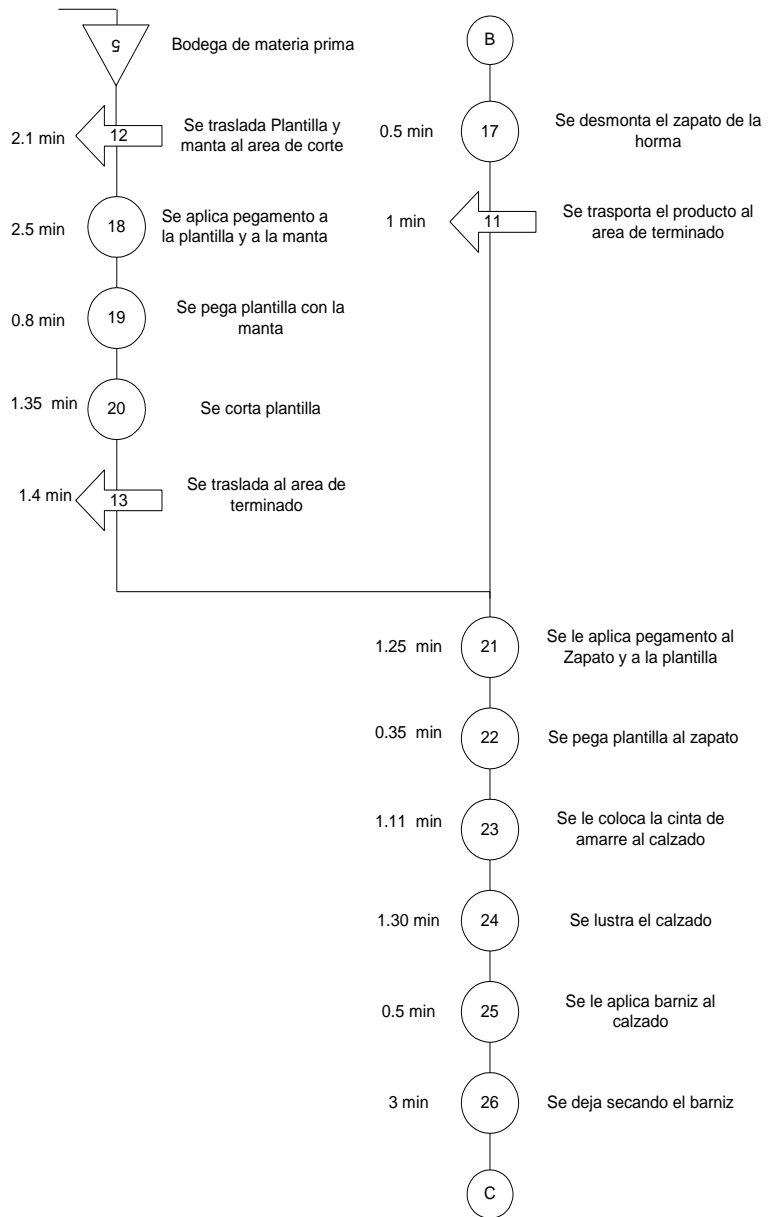 5
Bodega de materia prima
2.1 min
12
Se traslada Plantilla y
manta al area de corte
2.5 min
18
Se aplica pegamento a
la plantilla y a la manta
0.8 min
19
Se pega plantilla con la
manta
1.35 min
20
Se corta plantilla
1.4 min
13
Se traslada al area de
terminado
B
0.5 min
17
Se desmonta el zapato de la
horma
1 min
11
Se trasporta el producto al
area de terminado
1.25 min
21
Se le aplica pegamento al
Zapato y a la plantilla
0.35 min
22
Se pega plantilla al zapato
1.11 min
23
Se le coloca la cinta de
amarre al calzado
1.30 min
24
Se lustra el calzado
0.5 min
25
Se le aplica barniz al
calzado
3 min
26
Se deja secando el barniz
C